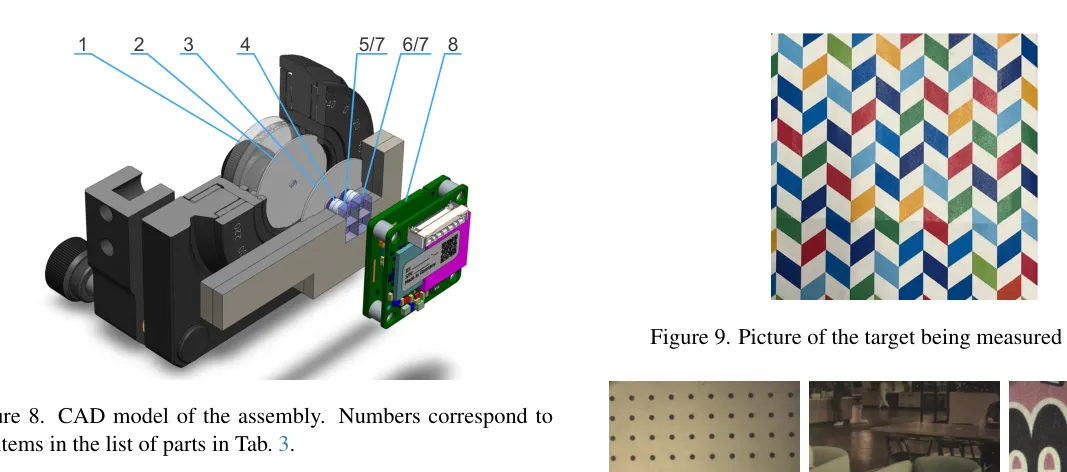 1 2 3 4 5/7 6/7 8
ure 8. CAD model of the assembly. Numbers correspond to
items in the list of parts in Tab. 3.
Figure 9. Picture of the target being measured